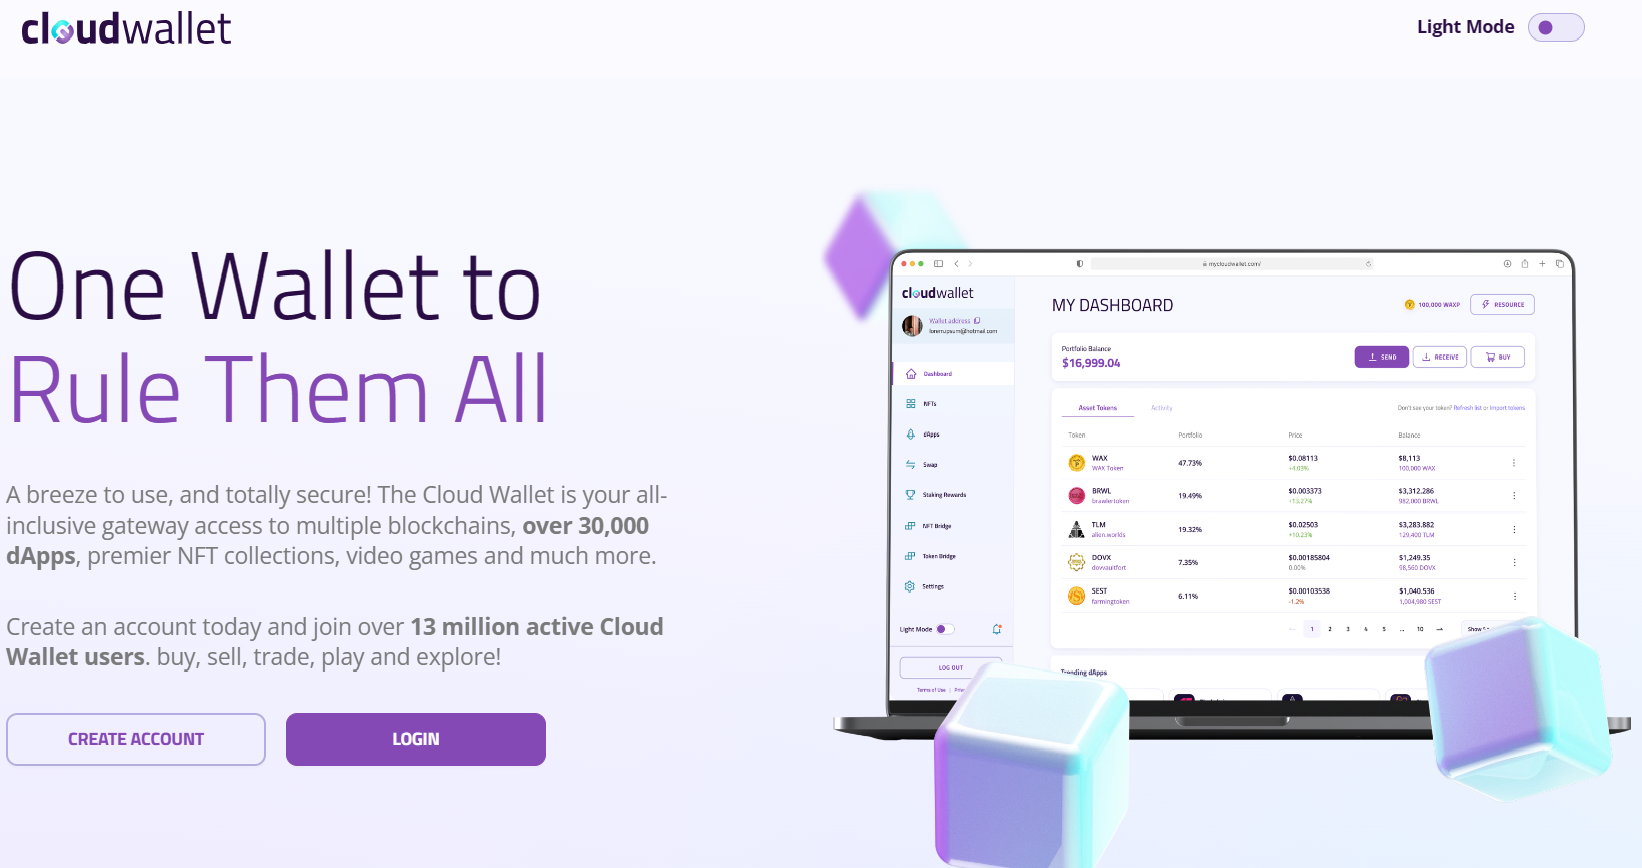 cloudwallet
Light Mode
One Wallet to
Rule Them All
A breeze to use, and totally secure! The Cloud Wallet is your all-
inclusive gateway access to multiple blockchains, over 30,000
dApps, premier NFT collections, video games and much more.
Create an account today and join over 13 million active Cloud
Wallet users. buy, sell, trade, play and explore!
CREATE ACCOUNT
LOGIN
mycloudwallet.com/
cloudwallet
Wallet address
lorem.ipsum@hotmail.com
Dashboard
NFTs
dApps
Swap
Staking Rewards
NFT Bridge
Token Bridge
Settings
Light Mode
LOG OUT
Terms of Use |
MY DASHBOARD
100,000 WAXP
RESOURCE
Portfolio Balance
$16,999.04
SEND
RECEIVE
BUY
Asset Tokens
Activity
Don't see your token? Refresh list or Import tokens
Token Portfolio Price Balance
WAX 47.73% $0.08113 $8,113
WAX Token +4.03% 100,000 WAX
BRWL 19.49% $0.003373 $3,312.286
brawlertoken +15.27% 982,000 BRWL
TLM 19.32% $0.02503 $3,283.882
alien.worlds +10.23% 129,400 TLM
DOVX 7.35% $0.00185804 $1,249.35
dovvaultfort 0.00% 98,560 DOVX
SEST 6.11% $0.00103538 $1,040.536
farmingtoken -1.2% 1,004,980 SEST
1 2 3 4 5 .. 10
Show 5
Trending dApps